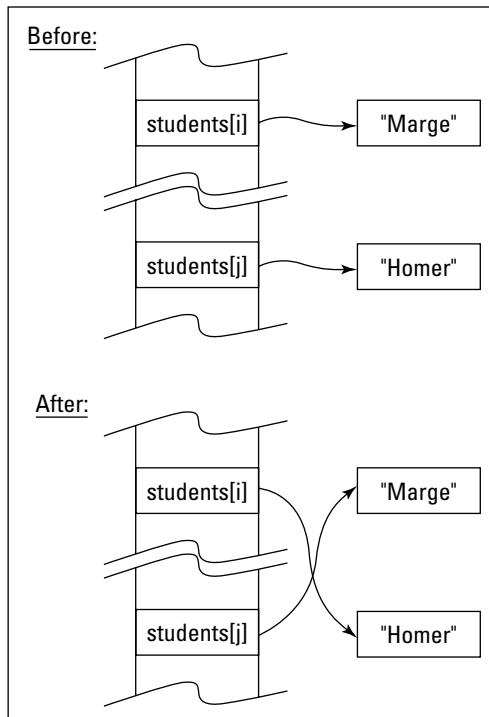 Before:
students[i]
"Marge"
students[j]
"Homer"
After:
students[i]
"Marge"
students[j]
"Homer"